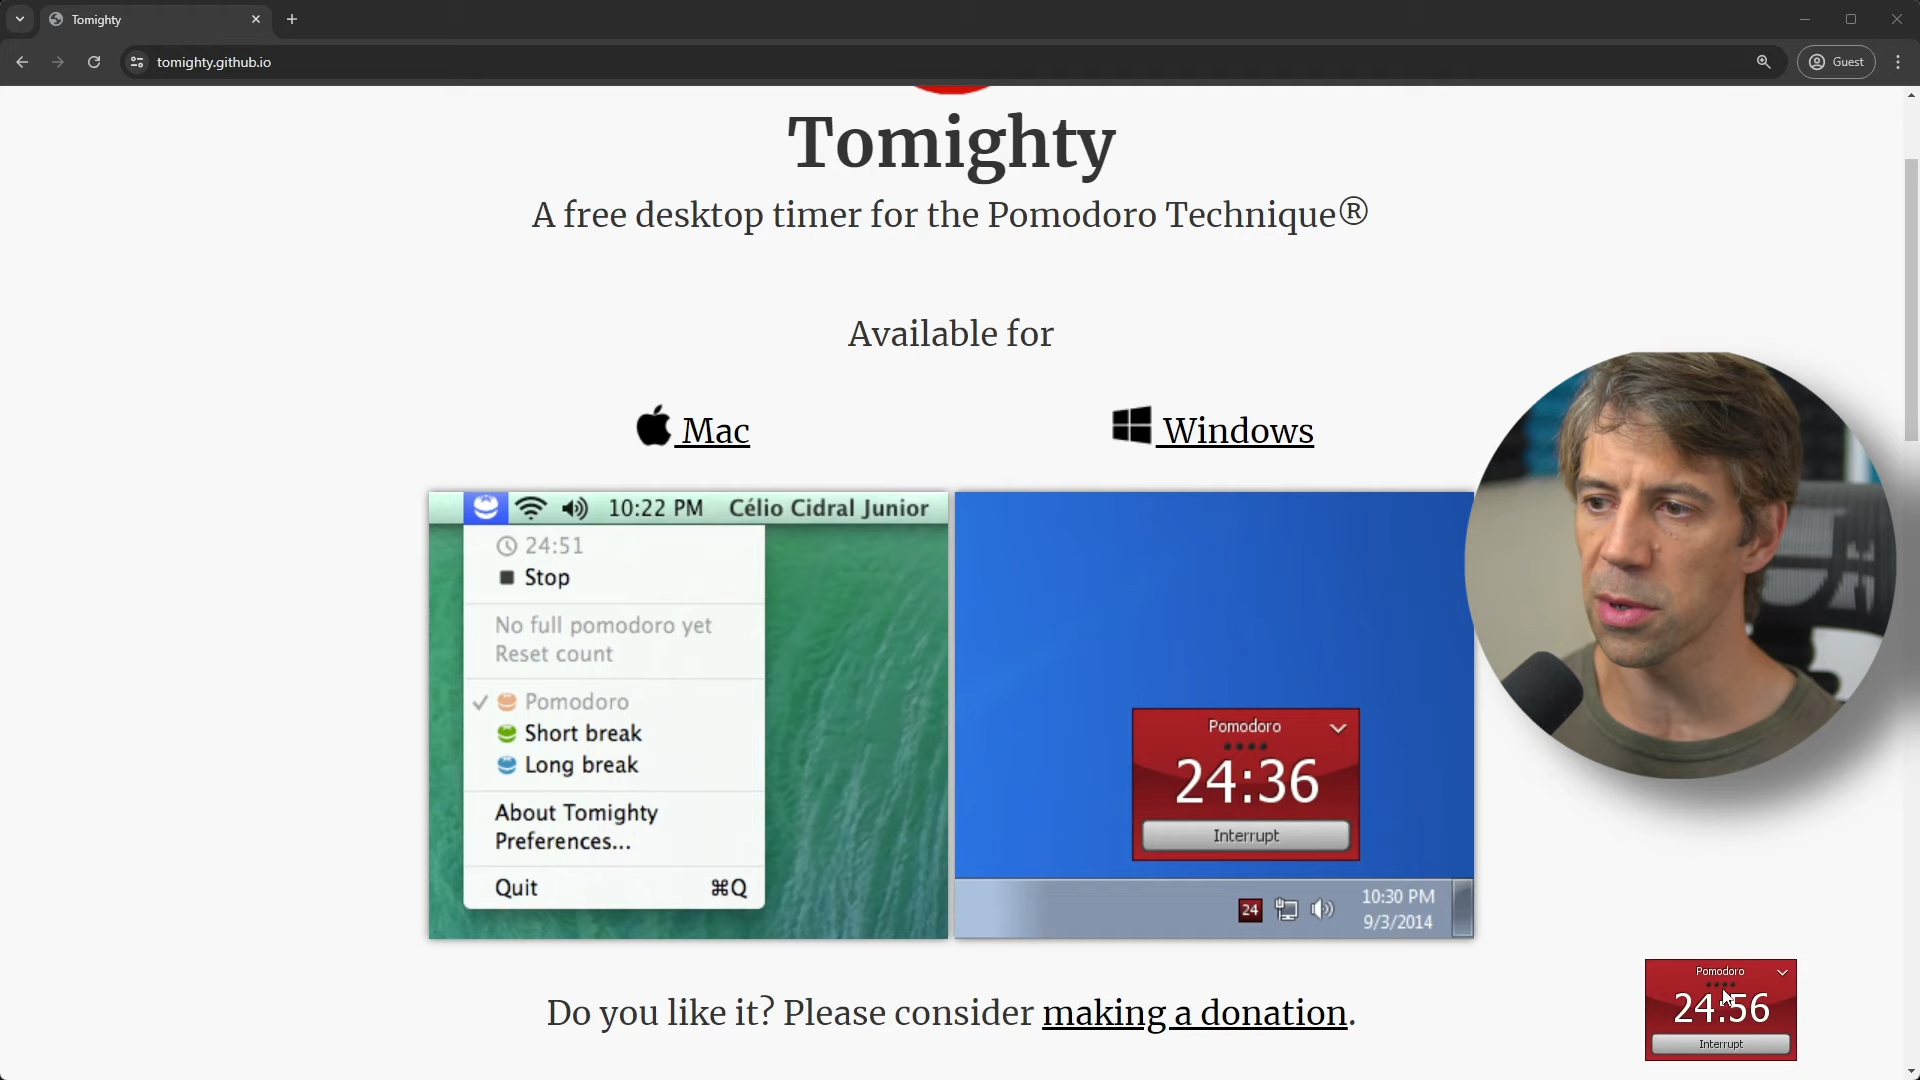 Tomighty
tomighty.github.io
Guest
Tomighty
A free desktop timer for the Pomodoro Technique®
Available for
Mac
Windows
10:22 PM Célio Cidral Junior
24:51
Stop
No full pomodoro yet
Reset count
Pomodoro
Short break
Long break
About Tomighty
Preferences...
Quit ⌘Q
Pomodoro
24:36
Interrupt
24
10:30 PM
9/3/2014
Do you like it? Please consider making a donation.
Pomodoro
24:56
Interrupt